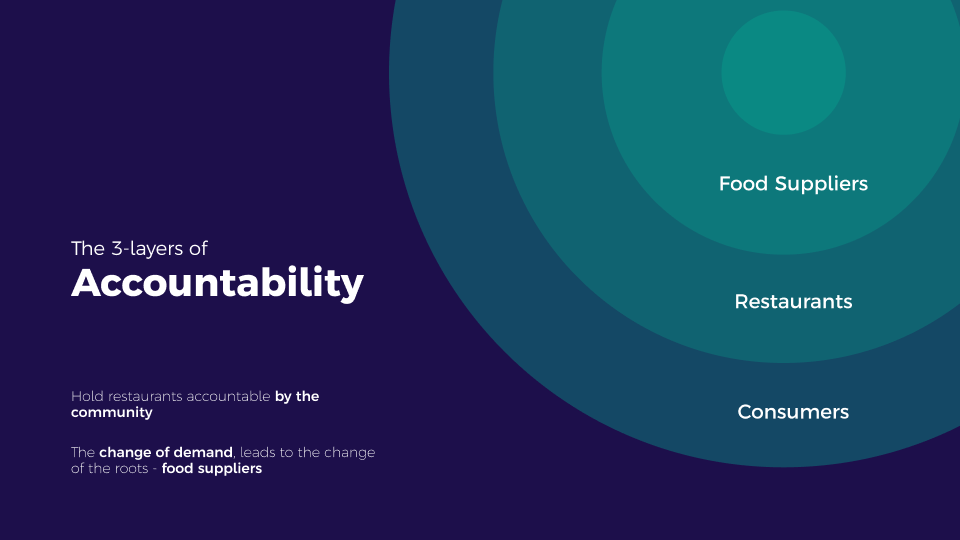 The 3-layers of
Accountability
Hold restaurants accountable by the
community
The change of demand, leads to the change
of the roots - food suppliers
Food Suppliers
Restaurants
Consumers